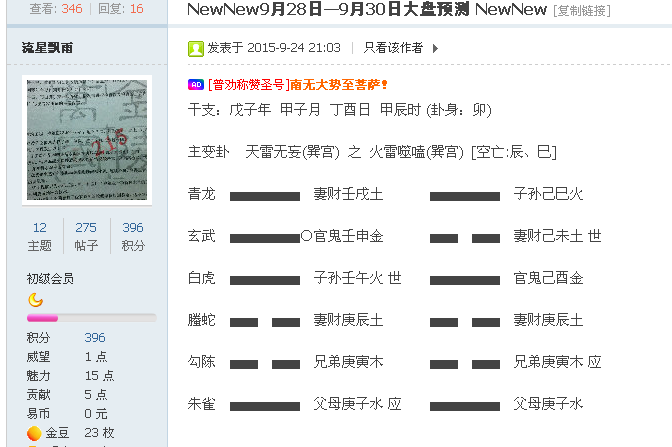 查看: 346 | 回复: 16
NewNew9月28日—9月30日大盘预测 NewNew [复制链接]
流星飘雨
发表于 2015-9-24 21:03 | 只看该作者
AD [普劝称赞圣号]南无大势至菩萨!
干支：戊子年 甲子月 丁酉日 甲辰时 (卦身：卯)
主变卦 天雷无妄(巽宫) 之 火雷噬嗑(巽宫) [空亡:辰、巳]
青龙 妻财壬戌土 子孙己巳火
玄武 官鬼壬申金 妻财己未土 世
白虎 子孙壬午火 世 官鬼己酉金
螣蛇 妻财庚辰土 妻财庚辰土
勾陈 兄弟庚寅木 兄弟庚寅木 应
朱雀 父母庚子水 应 父母庚子水
215
12 275 396
主题 帖子 积分
初级会员
积分 396
威望 1 点
魅力 15 点
贡献 5 点
易币 0 元
金豆 23 枚